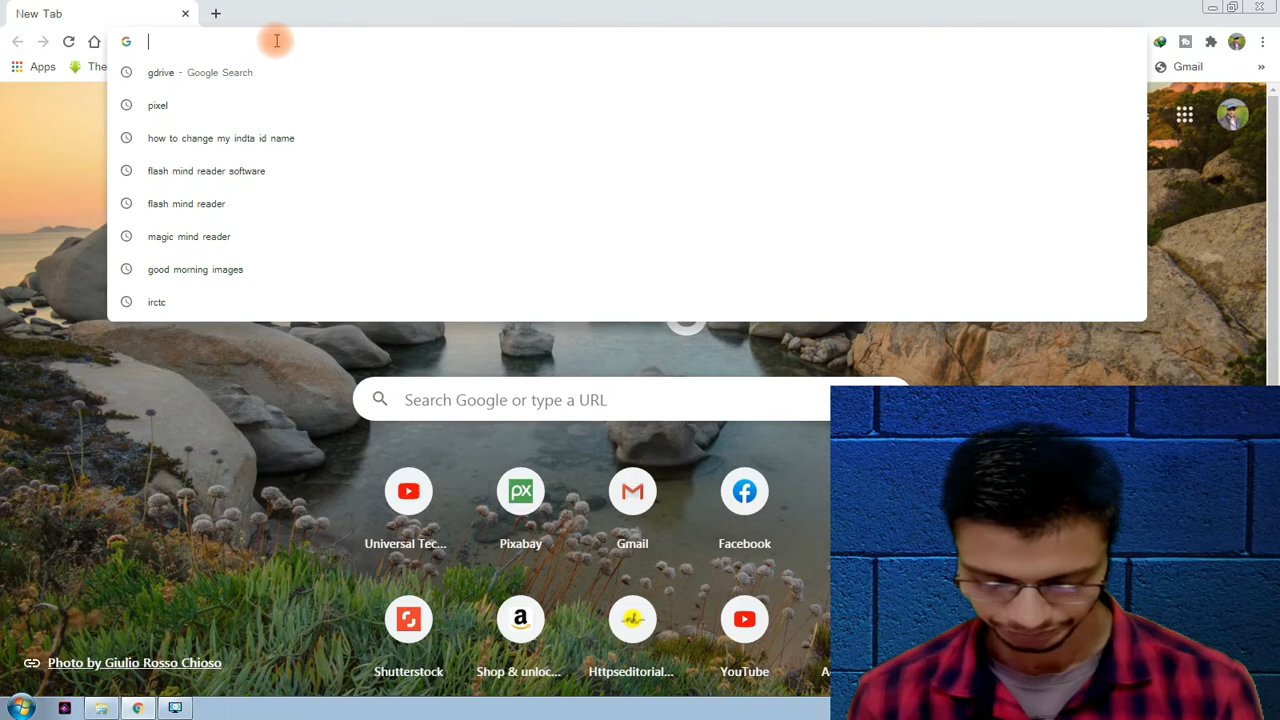 New Tab
Apps
The
Gmail
gdrive - Google Search
pixel
how to change my indta id name
flash mind reader software
flash mind reader
magic mind reader
good morning images
irctc
Search Google or type a URL
Universal Tec...
Pixabay
Gmail
Facebook
Shutterstock
Shop & unloc...
Httpseditorial...
YouTube
Photo by Giulio Rosso Chioso